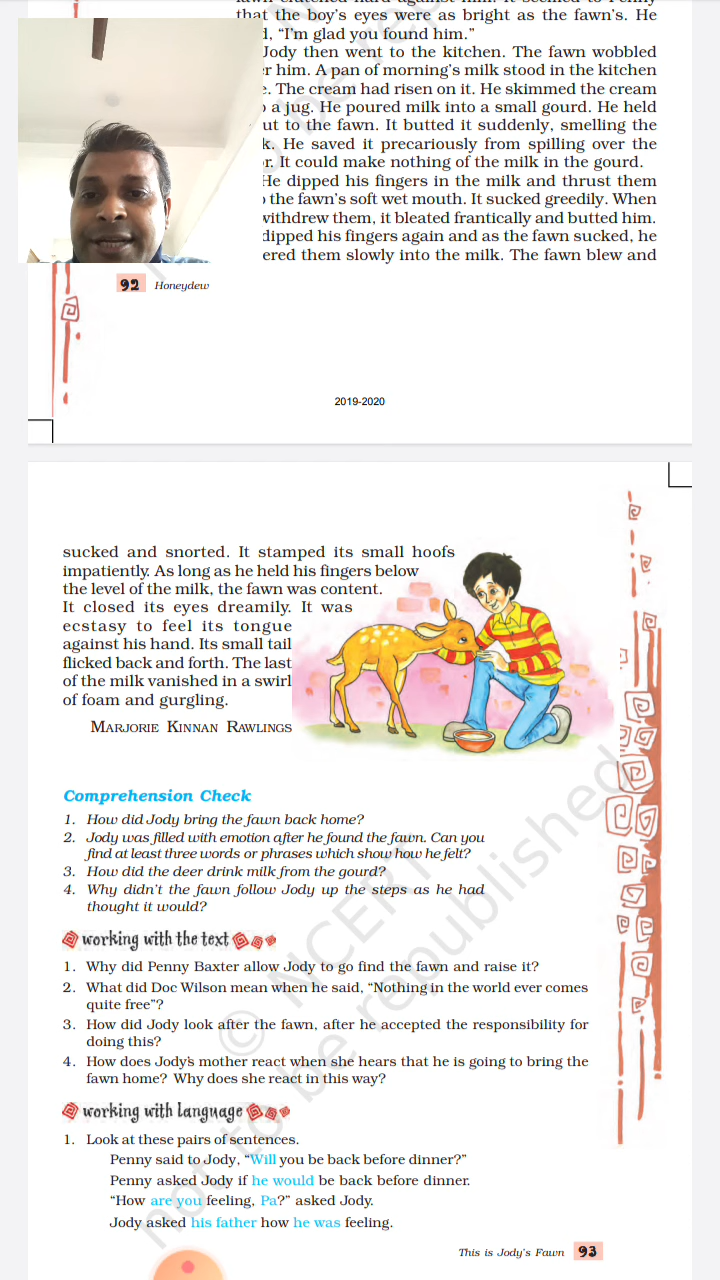 that the boy's eyes were as bright as the fawn's. He
“I'm glad you found him.”
Jody then went to the kitchen. The fawn wobbled
him. A pan of morning's milk stood in the kitchen
The cream had risen on it. He skimmed the cream
a jug. He poured milk into a small gourd. He held
to the fawn. It butted it suddenly, smelling the
He saved it precariously from spilling over the
It could make nothing of the milk in the gourd.
He dipped his fingers in the milk and thrust them
the fawn's soft wet mouth. It sucked greedily. When
withdrew them, it bleated frantically and butted him.
dipped his fingers again and as the fawn sucked, he
ered them slowly into the milk. The fawn blew and
92 Honeydew
2019-2020
sucked and snorted. It stamped its small hoofs
impatiently. As long as he held his fingers below
the level of the milk, the fawn was content.
It closed its eyes dreamily. It was
ecstasy to feel its tongue
against his hand. Its small tail
flicked back and forth. The last
of the milk vanished in a swirl
of foam and gurgling.
MARJORIE KINNAN RAWLINGS
Comprehension Check
1. How did Jody bring the fawn back home?
2. Jody was filled with emotion after he found the fawn. Can you
find at least three words or phrases which show how he felt?
3. How did the deer drink milk from the gourd?
4. Why didn't the fawn follow Jody up the steps as he had
thought it would?
working with the text
1. Why did Penny Baxter allow Jody to go find the fawn and raise it?
2. What did Doc Wilson mean when he said, “Nothing in the world ever comes
quite free”?
3. How did Jody look after the fawn, after he accepted the responsibility for
doing this?
4. How does Jody's mother react when she hears that he is going to bring the
fawn home? Why does she react in this way?
working with language
1. Look at these pairs of sentences.
Penny said to Jody, “Will you be back before dinner?”
Penny asked Jody if he would be back before dinner.
“How are you feeling, Pa?” asked Jody.
Jody asked his father how he was feeling.
This is Jody's Fawn 93
© NCERT
not to be republished